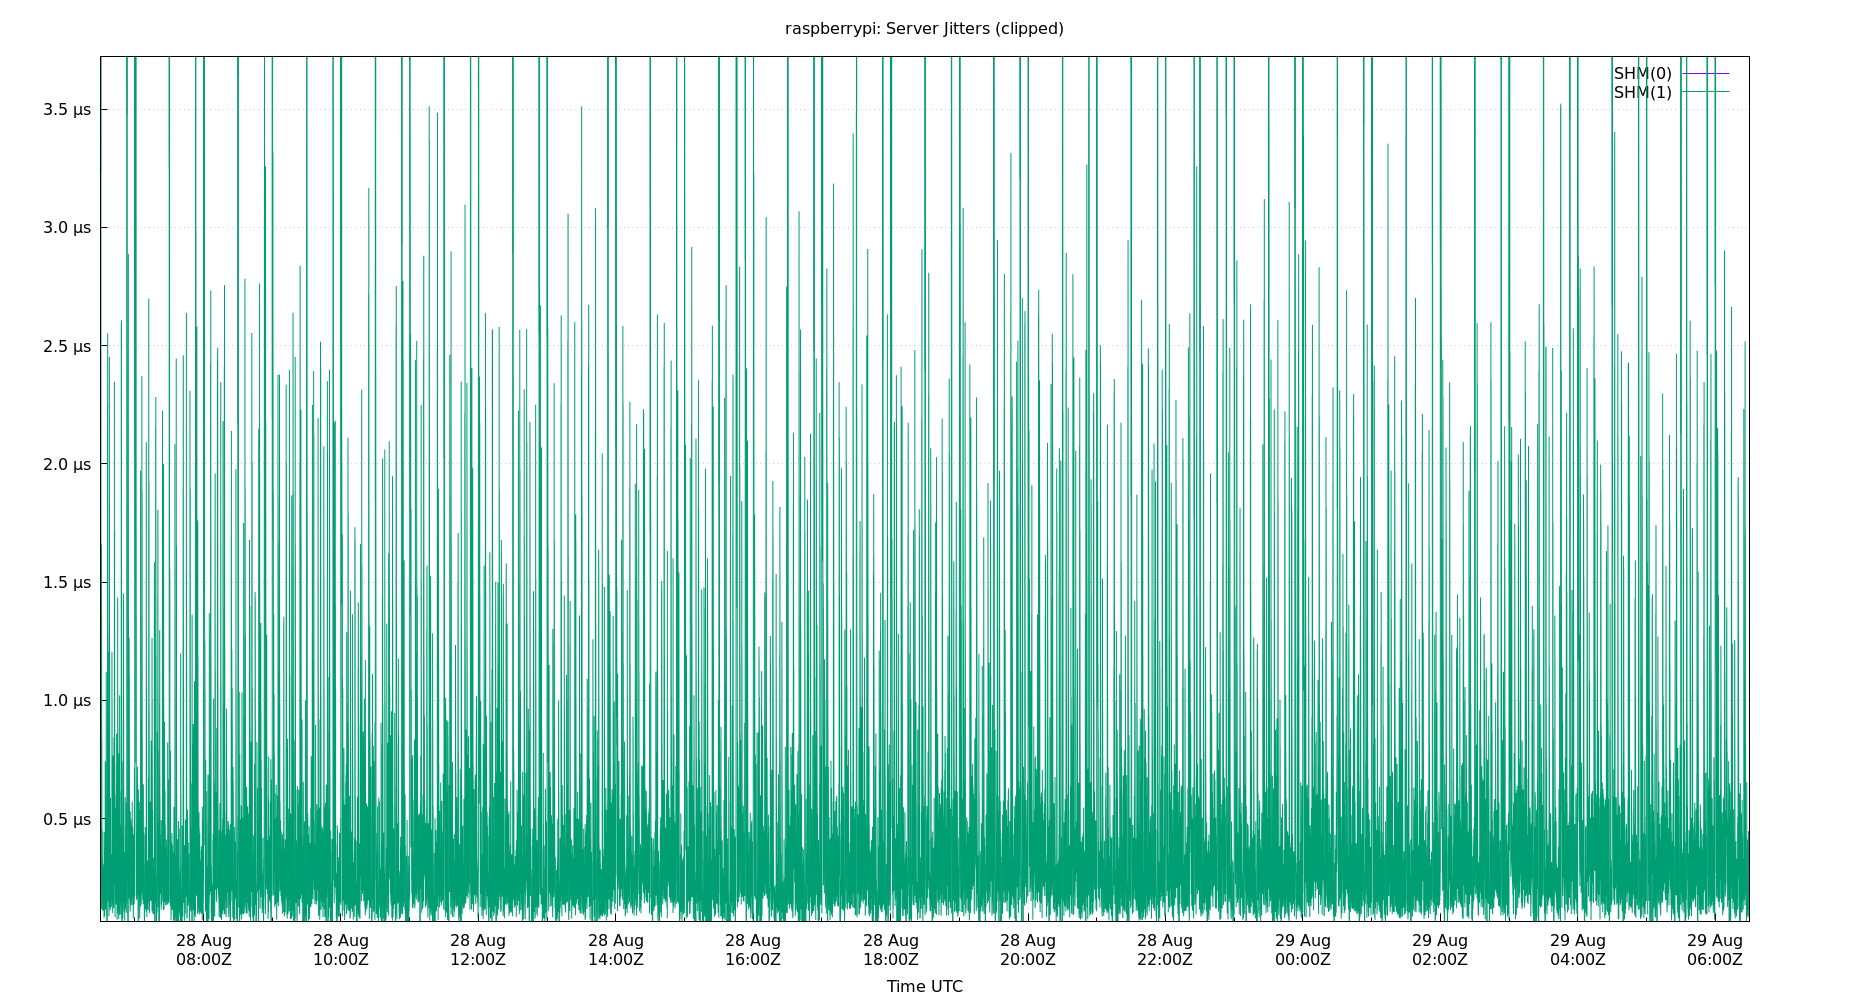 raspberrypi: Server Jitters (clipped)
SHM(0)
SHM(1)
3.5 µs
3.0 µs
2.5 µs
2.0 µs
1.5 µs
1.0 µs
0.5 µs
28 Aug 28 Aug 28 Aug 28 Aug 28 Aug 28 Aug 28 Aug 28 Aug 29 Aug 29 Aug 29 Aug 29 Aug
08:00Z 10:00Z 12:00Z 14:00Z 16:00Z 18:00Z 20:00Z 22:00Z 00:00Z 02:00Z 04:00Z 06:00Z
Time UTC